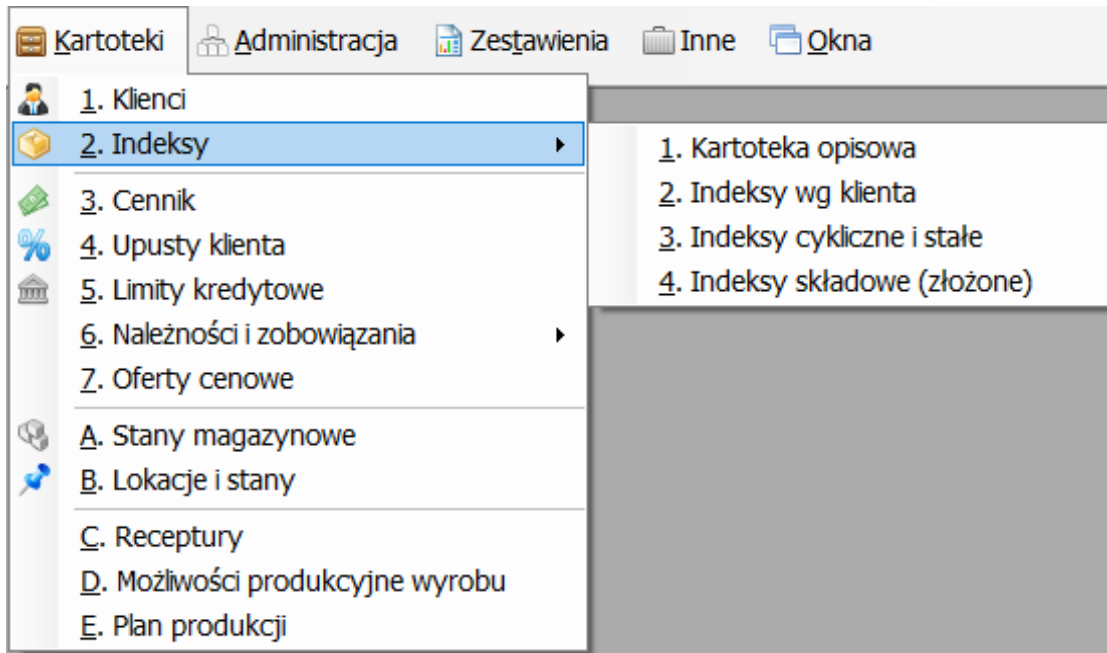 Kartoteki Administracja Zestawienia Inne Okna
1. Klienci
2. Indeksy
3. Cennik
4. Upusty klienta
5. Limity kredytowe
6. Należności i zobowiązania
7. Oferty cenowe
A. Stany magazynowe
B. Lokacje i stany
C. Receptury
D. Możliwości produkcyjne wyrobu
E. Plan produkcji
1. Kartoteka opisowa
2. Indeksy wg klienta
3. Indeksy cykliczne i stałe
4. Indeksy składowe (złożone)